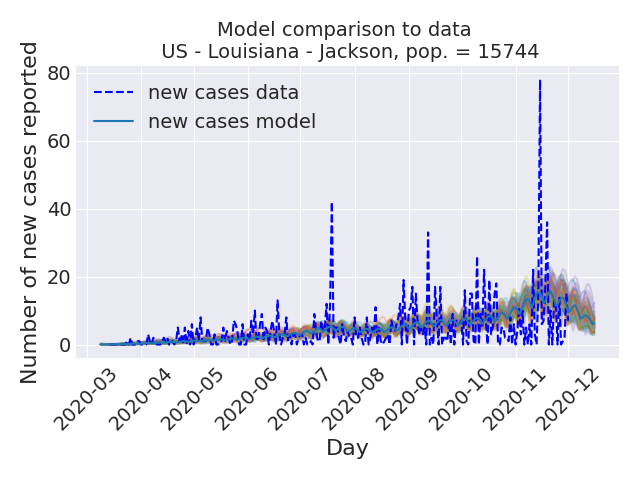 Model comparison to data
US - Louisiana - Jackson, pop. = 15744
Number of new cases reported
80
60
40
20
0
new cases data
new cases model
2020-03
2020-04
2020-05
2020-06
2020-07
2020-08
2020-09
2020-10
2020-11
2020-12
Day